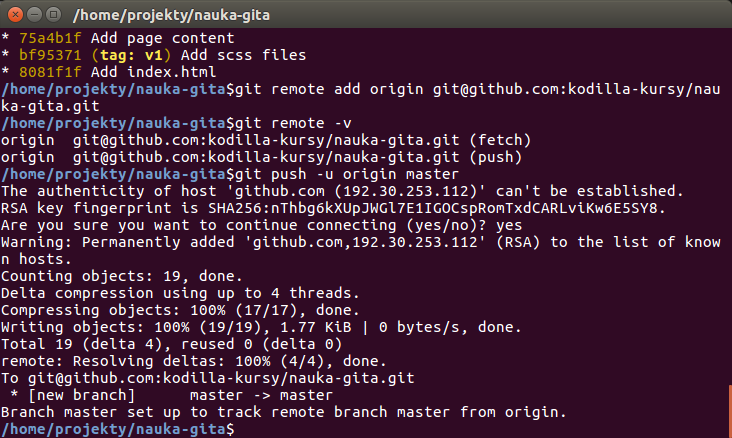 /home/projekty/nauka-gita
* 75a4b1f Add page content
* bf95371 (tag: v1) Add scss files
* 8081f1f Add index.html
/home/projekty/nauka-gita$git remote add origin git@github.com:kodilla-kursy/nau
ka-gita.git
/home/projekty/nauka-gita$git remote -v
origin  git@github.com:kodilla-kursy/nauka-gita.git (fetch)
origin  git@github.com:kodilla-kursy/nauka-gita.git (push)
/home/projekty/nauka-gita$git push -u origin master
The authenticity of host 'github.com (192.30.253.112)' can't be established.
RSA key fingerprint is SHA256:nThbg6kXUpJWGl7E1IGOCspRomTxdCARLviKw6E5SY8.
Are you sure you want to continue connecting (yes/no)? yes
Warning: Permanently added 'github.com,192.30.253.112' (RSA) to the list of know
n hosts.
Counting objects: 19, done.
Delta compression using up to 4 threads.
Compressing objects: 100% (17/17), done.
Writing objects: 100% (19/19), 1.77 KiB | 0 bytes/s, done.
Total 19 (delta 4), reused 0 (delta 0)
remote: Resolving deltas: 100% (4/4), done.
To git@github.com:kodilla-kursy/nauka-gita.git
 * [new branch]      master -> master
Branch master set up to track remote branch master from origin.
/home/projekty/nauka-gita$